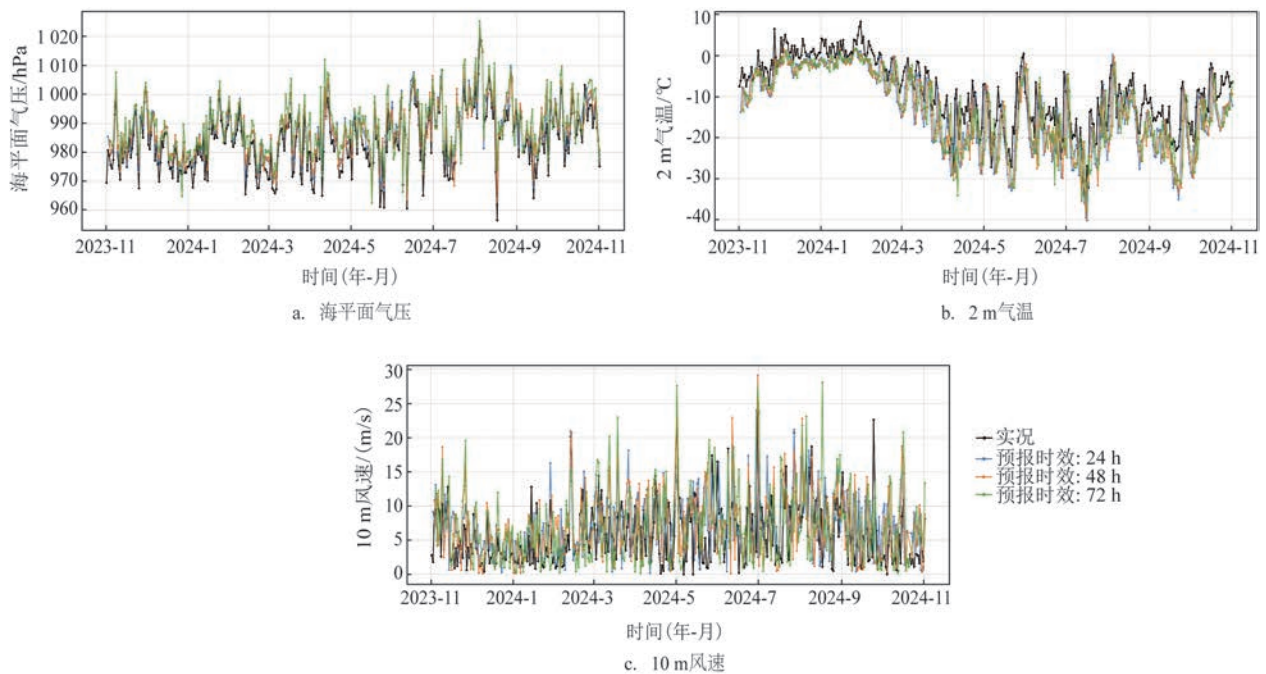 a.
1 020
1 010
1 000
990
980
970
960
海平面气压/hPa
2023-11 2024-1 2024-3 2024-5 2024-7 2024-9 2024-11
时间(年-月)
a. 海平面气压
b.
10
0
-10
-20
-30
-40
2 m气温/℃
2023-11 2024-1 2024-3 2024-5 2024-7 2024-9 2024-11
时间(年-月)
b. 2 m气温
c.
30
25
20
15
10
5
0
10 m风速/(m/s)
2023-11 2024-1 2024-3 2024-5 2024-7 2024-9 2024-11
时间(年-月)
c. 10 m风速
实况
预报时效: 24 h
预报时效: 48 h
预报时效: 72 h